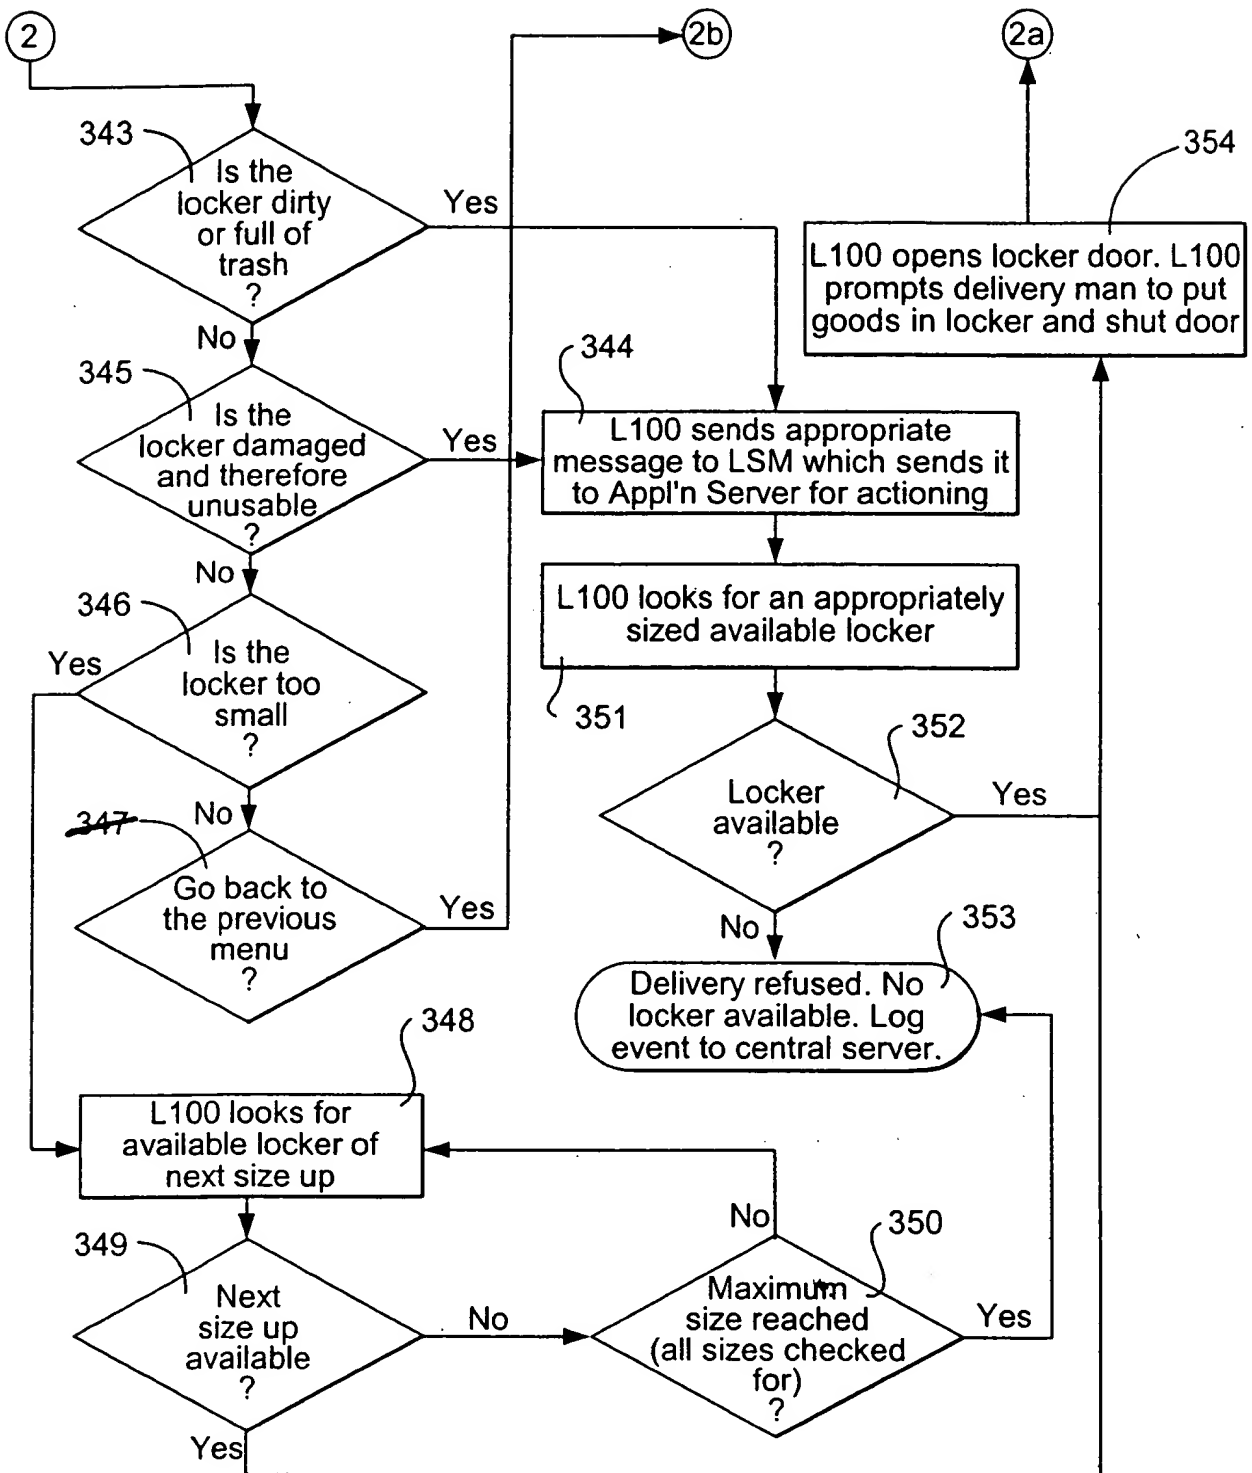 2
2b
2a
343
Is the
locker dirty
or full of
trash
?
Yes
No
354
L100 opens locker door. L100
prompts delivery man to put
goods in locker and shut door
345
Is the
locker damaged
and therefore
unusable
?
Yes
No
344
L100 sends appropriate
message to LSM which sends it
to Appl'n Server for actioning
346
Is the
locker too
small
?
Yes
No
L100 looks for an appropriately
sized available locker
351
352
Locker
available
?
Yes
No
347
Go back to
the previous
menu
?
Yes
353
Delivery refused. No
locker available. Log
event to central server.
348
L100 looks for
available locker of
next size up
349
Next
size up
available
?
No
Yes
350
Maximum
size reached
(all sizes checked
for)
?
No
Yes